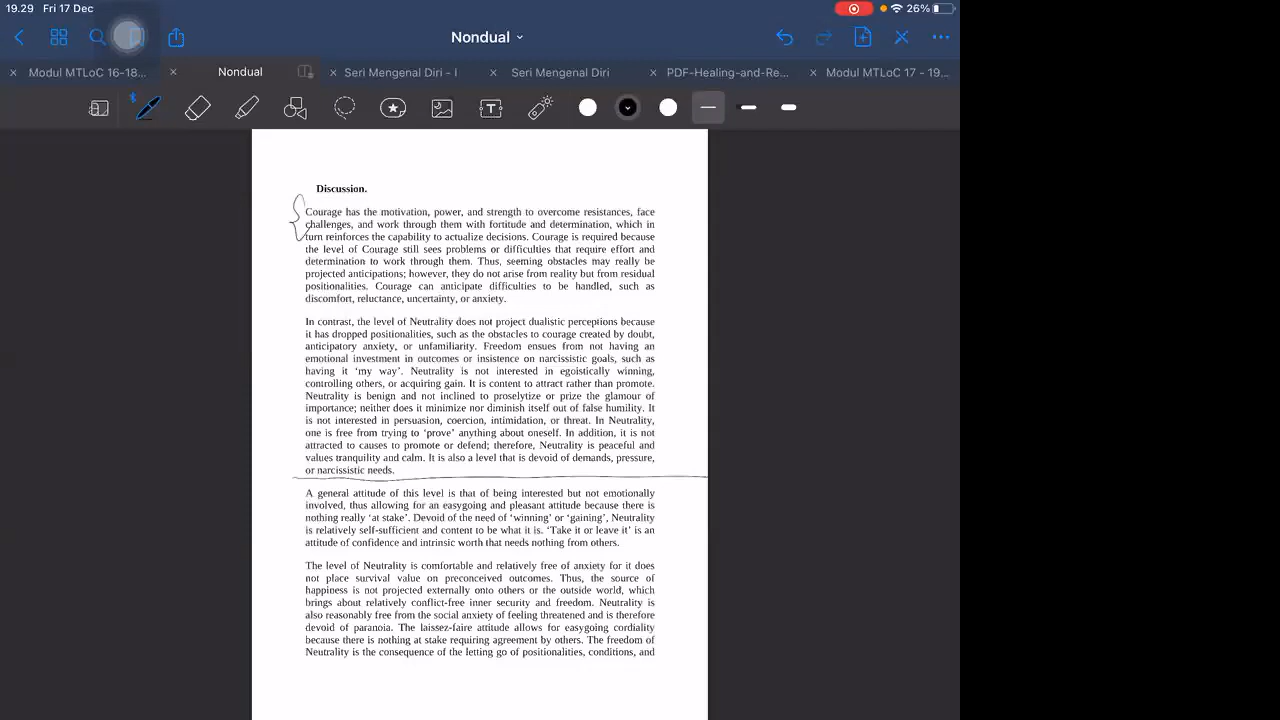 19.29 Fri 17 Dec
26%
Nondual
Modul MTLoC 16-18...
Nondual
Seri Mengenal Diri - I
Seri Mengenal Diri
PDF-Healing-and-Re...
Modul MTLoC 17 - 19...
Discussion.
Courage has the motivation, power, and strength to overcome resistances, face
challenges, and work through them with fortitude and determination, which in
turn reinforces the capability to actualize decisions. Courage is required because
the level of Courage still sees problems or difficulties that require effort and
determination to work through them. Thus, seeming obstacles may really be
projected anticipations; however, they do not arise from reality but from residual
positionalities. Courage can anticipate difficulties to be handled, such as
discomfort, reluctance, uncertainty, or anxiety.
In contrast, the level of Neutrality does not project dualistic perceptions because
it has dropped positionalities, such as the obstacles to courage created by doubt,
anticipatory anxiety, or unfamiliarity. Freedom ensues from not having an
emotional investment in outcomes or insistence on narcissistic goals, such as
having it ‘my way’. Neutrality is not interested in egoistically winning,
controlling others, or acquiring gain. It is content to attract rather than promote.
Neutrality is benign and not inclined to proselytize or prize the glamour of
importance; neither does it minimize nor diminish itself out of false humility. It
is not interested in persuasion, coercion, intimidation, or threat. In Neutrality,
one is free from trying to ‘prove’ anything about oneself. In addition, it is not
attracted to causes to promote or defend; therefore, Neutrality is peaceful and
values tranquility and calm. It is also a level that is devoid of demands, pressure,
or narcissistic needs.
A general attitude of this level is that of being interested but not emotionally
involved, thus allowing for an easygoing and pleasant attitude because there is
nothing really ‘at stake’. Devoid of the need of ‘winning’ or ‘gaining’, Neutrality
is relatively self-sufficient and content to be what it is. ‘Take it or leave it’ is an
attitude of confidence and intrinsic worth that needs nothing from others.
The level of Neutrality is comfortable and relatively free of anxiety for it does
not place survival value on preconceived outcomes. Thus, the source of
happiness is not projected externally onto others or the outside world, which
brings about relatively conflict-free inner security and freedom. Neutrality is
also reasonably free from the social anxiety of feeling threatened and is therefore
devoid of paranoia. The laissez-faire attitude allows for easygoing cordiality
because there is nothing at stake requiring agreement by others. The freedom of
Neutrality is the consequence of the letting go of positionalities, conditions, and